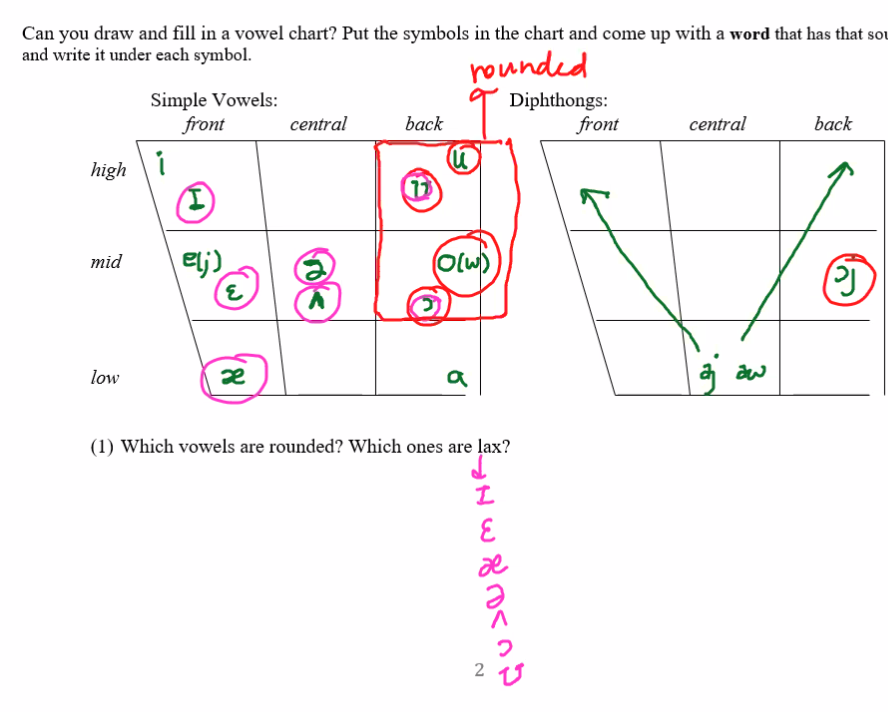 Can you draw and fill in a vowel chart? Put the symbols in the chart and come up with a word that has that sou
and write it under each symbol.
rounded
Simple Vowels: Diphthongs:
front central back front central back
high i u
ɪ ʊ
mid e(j) ə o(w) ɔj
ɛ ʌ ɔ
low æ a aj aw
(1) Which vowels are rounded? Which ones are lax?
ɪ
ɛ
æ
ə
ʌ
ɔ
2 ʊ